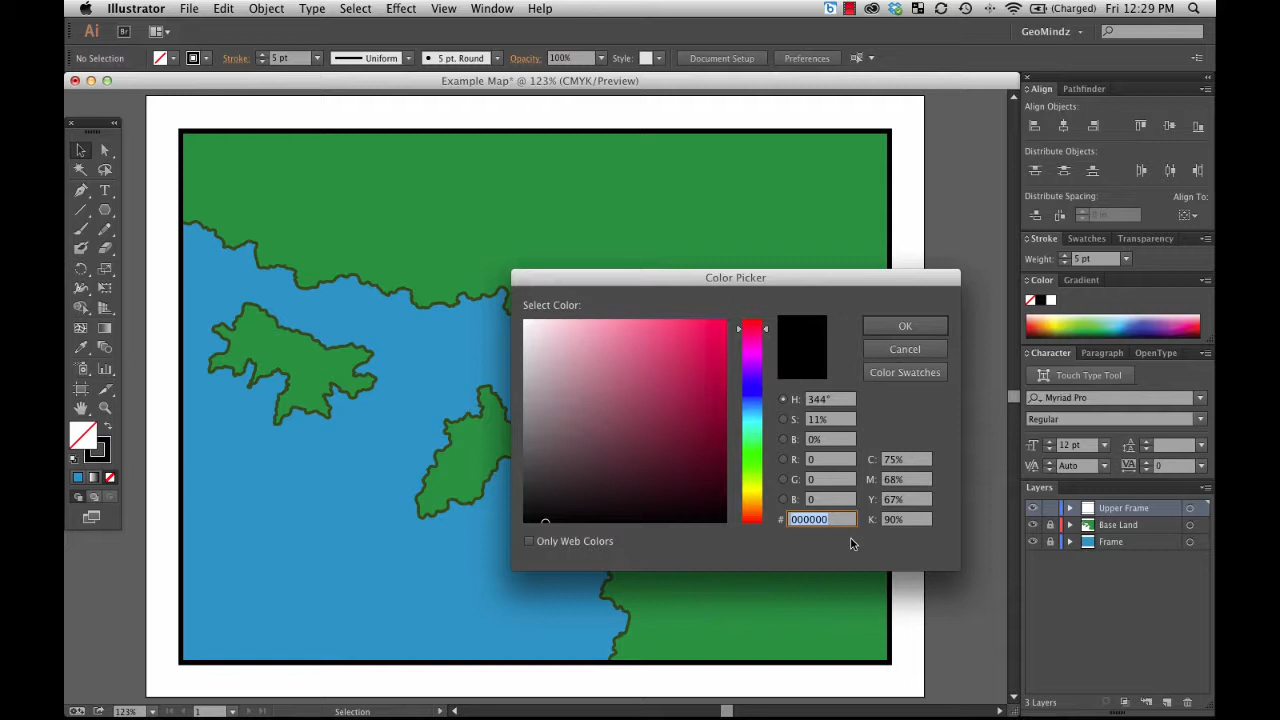 Illustrator File Edit Object Type Select Effect View Window Help (Charged) Fri 12:29 PM
Ai Br GeoMindz
No Selection Stroke: 5 pt Uniform 5 pt. Round Opacity: 100% Style: Document Setup Preferences
Example Map* @ 123% (CMYK/Preview)
Align Pathfinder
Align Objects:
Distribute Objects:
Distribute Spacing: Align To:
0 in
Stroke Swatches Transparency
Weight: 5 pt
Color Gradient
Character Paragraph OpenType
Touch Type Tool
Myriad Pro
Regular
12 pt
Auto 0
Layers
Upper Frame
Base Land
Frame
3 Layers
Color Picker
Select Color:
OK
Cancel
Color Swatches
H: 344°
S: 11%
B: 0%
R: 0 C: 75%
G: 0 M: 68%
B: 0 Y: 67%
# 000000 K: 90%
Only Web Colors
123% 1 Selection